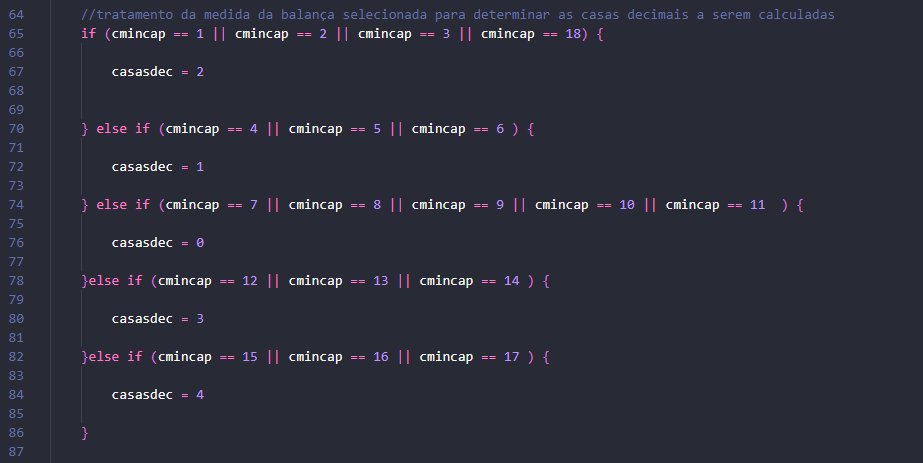 64 //tratamento da medida da balança selecionada para determinar as casas decimais a serem calculadas
65 if (cmincap == 1 || cmincap == 2 || cmincap == 3 || cmincap == 18) {
66
67 casasdec = 2
68
69
70 } else if (cmincap == 4 || cmincap == 5 || cmincap == 6 ) {
71
72 casasdec = 1
73
74 } else if (cmincap == 7 || cmincap == 8 || cmincap == 9 || cmincap == 10 || cmincap == 11  ) {
75
76 casasdec = 0
77
78 }else if (cmincap == 12 || cmincap == 13 || cmincap == 14 ) {
79
80 casasdec = 3
81
82 }else if (cmincap == 15 || cmincap == 16 || cmincap == 17 ) {
83
84 casasdec = 4
85
86 }
87